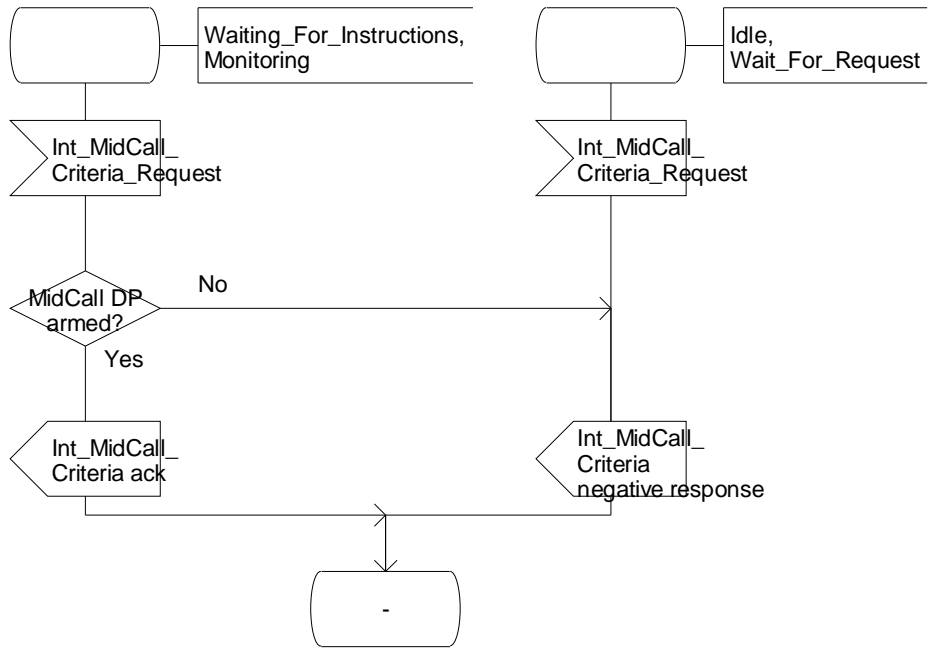 Waiting_For_Instructions,
Monitoring
Idle,
Wait_For_Request
Int_MidCall_
Criteria_Request
Int_MidCall_
Criteria_Request
MidCall DP
armed?
No
Yes
Int_MidCall_
Criteria ack
Int_MidCall_
Criteria
negative response
-